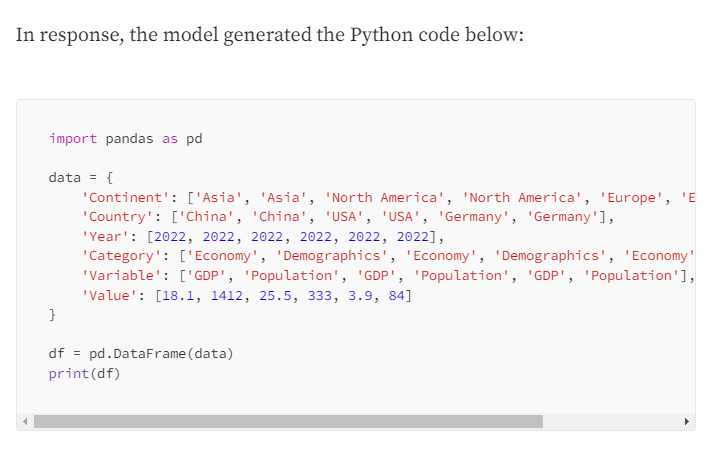 In response, the model generated the Python code below:
import pandas as pd
data = {
    'Continent': ['Asia', 'Asia', 'North America', 'North America', 'Europe', 'E
    'Country': ['China', 'China', 'USA', 'USA', 'Germany', 'Germany'],
    'Year': [2022, 2022, 2022, 2022, 2022, 2022],
    'Category': ['Economy', 'Demographics', 'Economy', 'Demographics', 'Economy'
    'Variable': ['GDP', 'Population', 'GDP', 'Population', 'GDP', 'Population'],
    'Value': [18.1, 1412, 25.5, 333, 3.9, 84]
}
df = pd.DataFrame(data)
print(df)